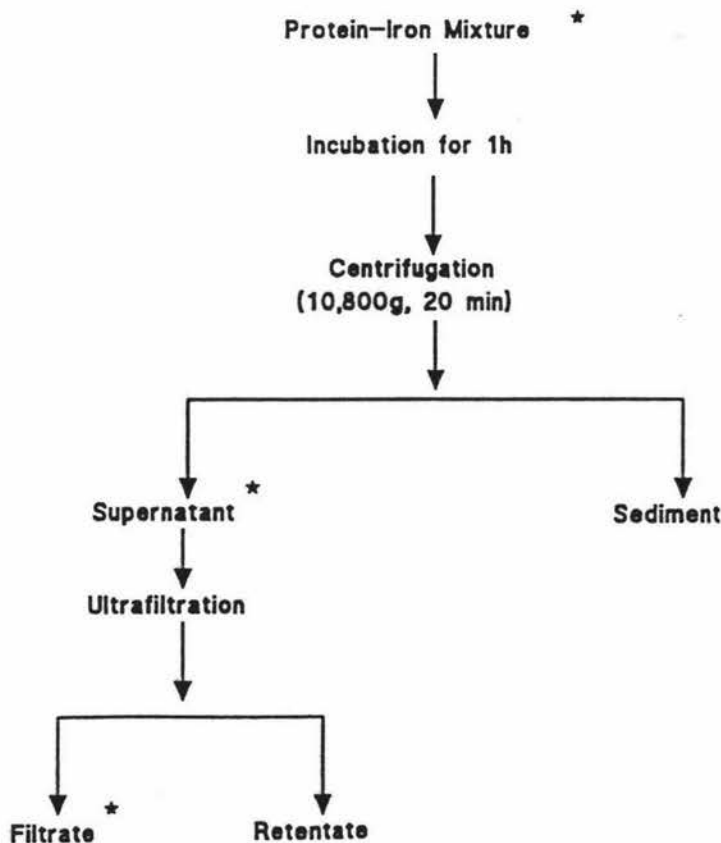 Protein-Iron Mixture ★
Incubation for 1h
Centrifugation
(10,800g, 20 min)
Supernatant ★
Sediment
Ultrafiltration
Filtrate ★
Retentate